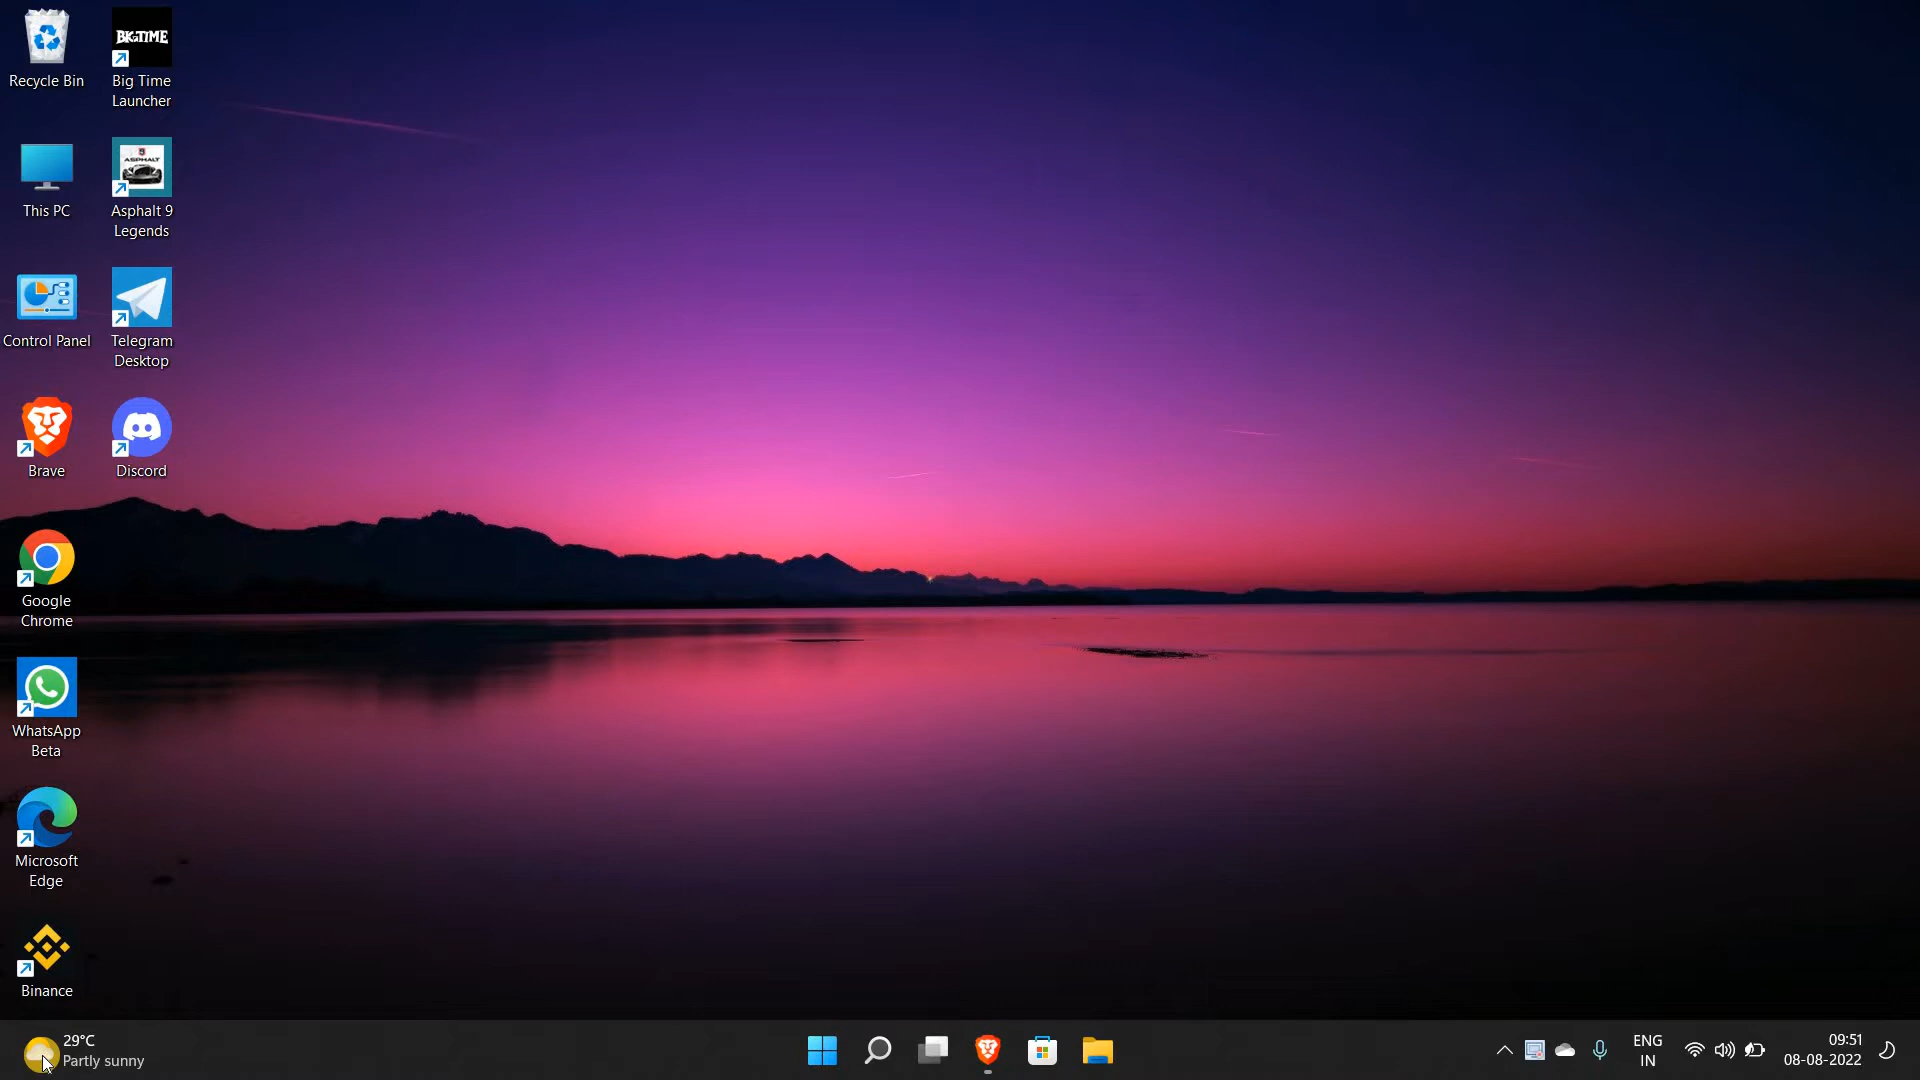 Recycle Bin
BIGTIME
Big Time
Launcher
This PC
ASPHALT
Asphalt 9
Legends
Control Panel
Telegram
Desktop
Brave
Discord
Google
Chrome
WhatsApp
Beta
Microsoft
Edge
Binance
29°C
Partly sunny
ENG
IN
09:51
08-08-2022